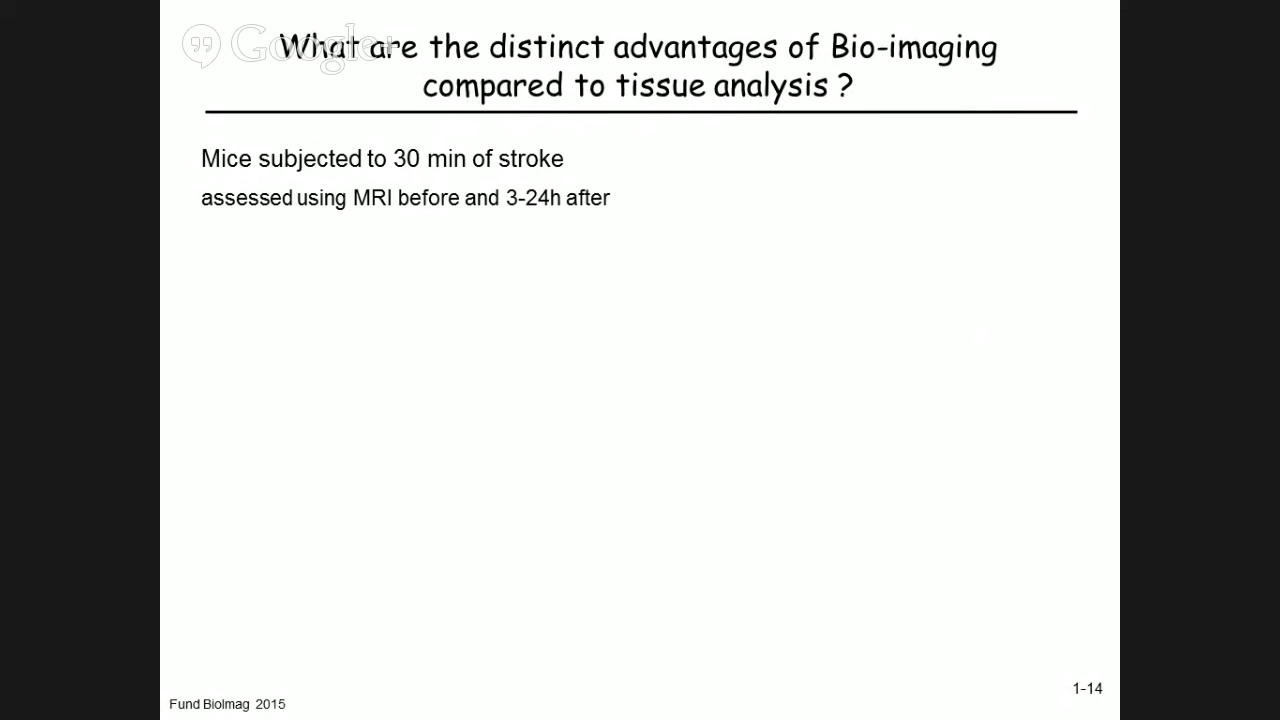 Google+
What are the distinct advantages of Bio-imaging
compared to tissue analysis ?
Mice subjected to 30 min of stroke
assessed using MRI before and 3-24h after
1-14
Fund BioImag 2015